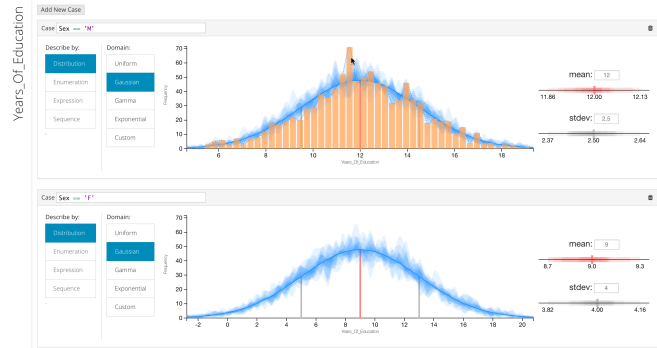 Years_Of_Education
Add New Case
Case Sex == 'M'
Describe by:
Domain:
Distribution
Enumeration
Expression
Sequence
Uniform
Gaussian
Gamma
Exponential
Custom
Frequency
70
60
50
40
30
20
10
0
6 8 10 12 14 16 18
Years_Of_Education
mean: 12
11.86 12.00 12.13
stdev: 2.5
2.37 2.50 2.64
Case Sex == 'F'
Describe by:
Domain:
Distribution
Enumeration
Expression
Sequence
Uniform
Gaussian
Gamma
Exponential
Custom
Frequency
70
60
50
40
30
20
10
0
-2 0 2 4 6 8 10 12 14 16 18 20
Years_Of_Education
mean: 9
8.7 9.0 9.3
stdev: 4
3.82 4.00 4.16